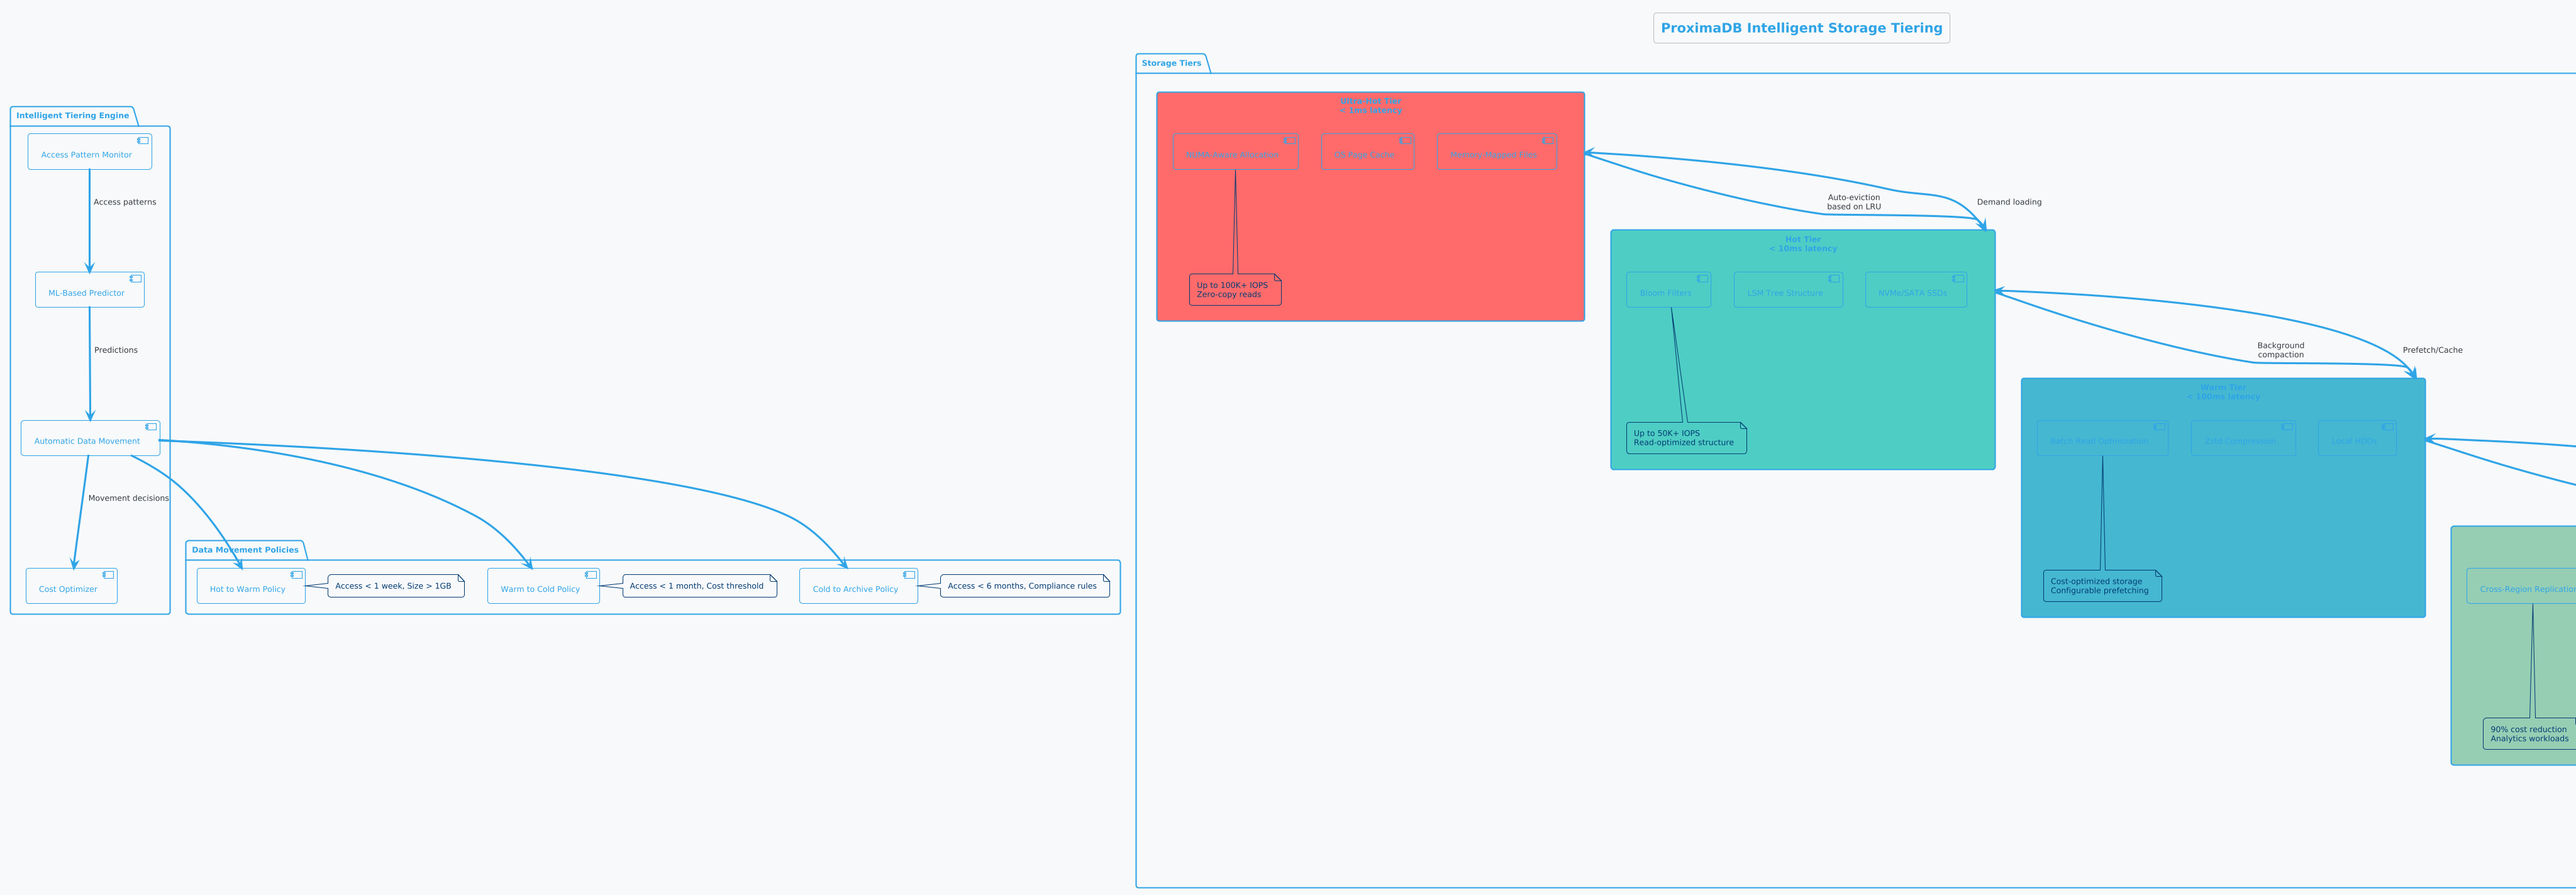 ProximaDB Intelligent Storage Tiering
Storage Tiers
Ultra Hot Tier
< 1ms latency
NUMA-Aware Allocation
OS Page Cache
Memory-Mapped Files
Up to 100K+ IOPS
Zero-copy reads
Auto-eviction
based on LRU
Demand loading
Hot Tier
< 10ms latency
Bloom Filters
LSM Tree Structure
NVMe/SATA SSDs
Up to 50K+ IOPS
Read-optimized structure
Background
compaction
Prefetch/Cache
Warm Tier
< 100ms latency
Batch Read Optimization
Zstd Compression
Local HDDs
Cost-optimized storage
Configurable prefetching
Cross-Region Replication
90% cost reduction
Analytics workloads
Intelligent Tiering Engine
Access Pattern Monitor
Access patterns
ML-Based Predictor
Predictions
Automatic Data Movement
Movement decisions
Cost Optimizer
Data Movement Policies
Hot to Warm Policy
Access < 1 week, Size > 1GB
Warm to Cold Policy
Access < 1 month, Cost threshold
Cold to Archive Policy
Access < 6 months, Compliance rules